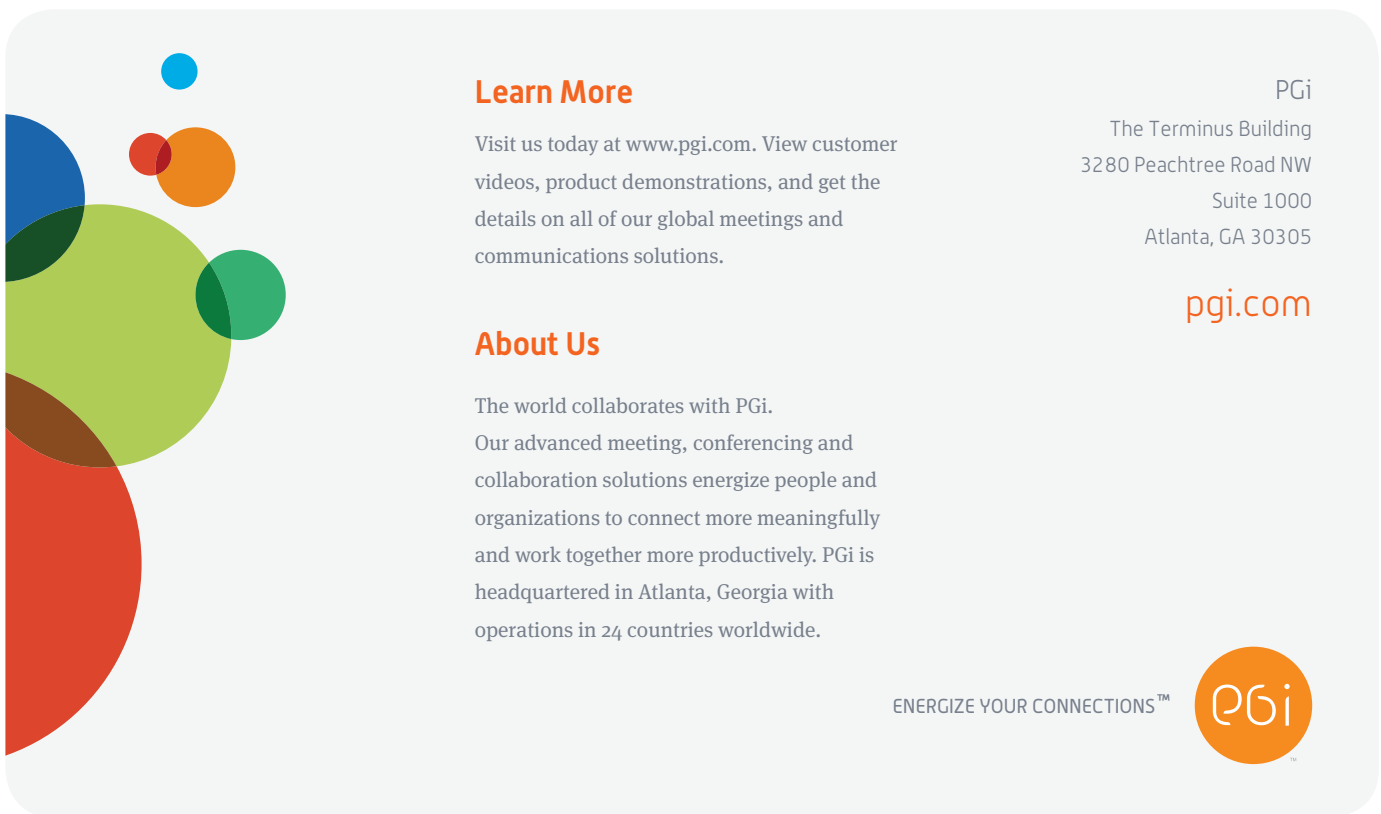 Learn More
Visit us today at www.pgi.com. View customer
videos, product demonstrations, and get the
details on all of our global meetings and
communications solutions.
About Us
The world collaborates with PGi.
Our advanced meeting, conferencing and
collaboration solutions energize people and
organizations to connect more meaningfully
and work together more productively. PGi is
headquartered in Atlanta, Georgia with
operations in 24 countries worldwide.
PGi
The Terminus Building
3280 Peachtree Road NW
Suite 1000
Atlanta, GA 30305
pgi.com
ENERGIZE YOUR CONNECTIONS™
PGi
™